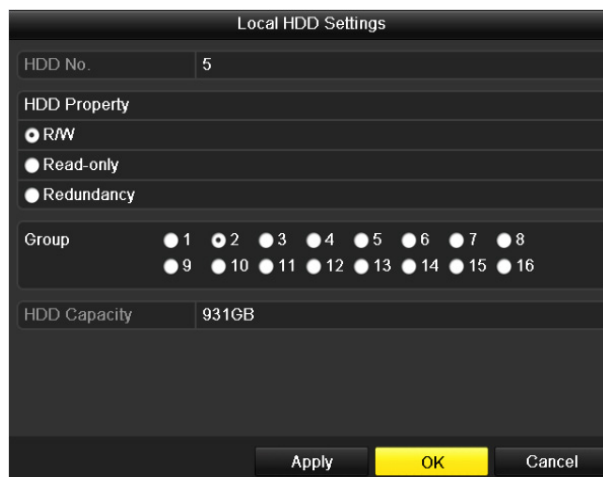 Local HDD Settings
HDD No. 5
HDD Property
R/W
Read-only
Redundancy
Group 1 2 3 4 5 6 7 8
9 10 11 12 13 14 15 16
HDD Capacity 931GB
Apply OK Cancel